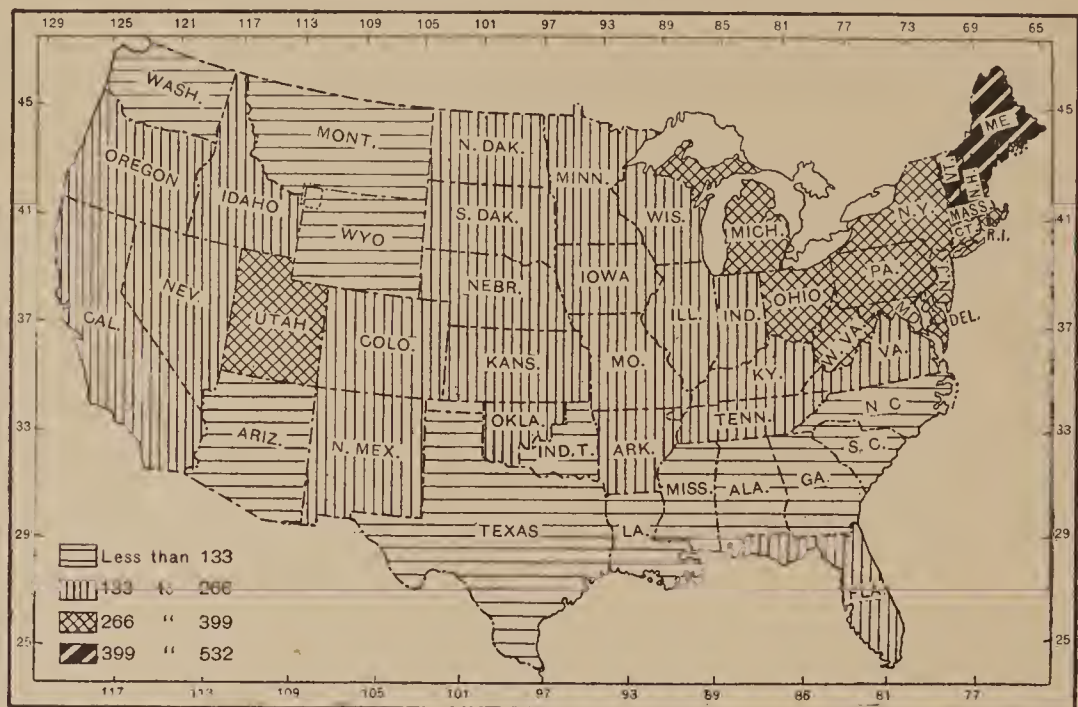 129 125 121 117 113 109 105 101 97 93 89 85 81 77 73 69 65
WASH.
45 45
ME
MONT.
N. DAK.
MINN.
OREGON
VT.
N.H.
IDAHO
S. DAK.
WIS.
MICH.
N.Y.
MASS.
41 41
WYO
CT.
R.I.
IOWA
PA.
NEV.
NEBR.
OHIO
N.J.
UTAH
ILL.
IND.
MD.
DEL.
37 37
CAL.
COLO.
W. VA.
KANS.
MO.
KY.
VA.
OKLA.
TENN.
N. C
33 33
ARIZ.
N. MEX.
IND. T.
ARK.
S. C.
MISS.
ALA.
GA.
TEXAS
LA.
29 29
Less than 133
133 to 266
FLA.
266 “ 399
25 25
399 “ 532
117 113 109 105 101 97 93 89 85 81 77